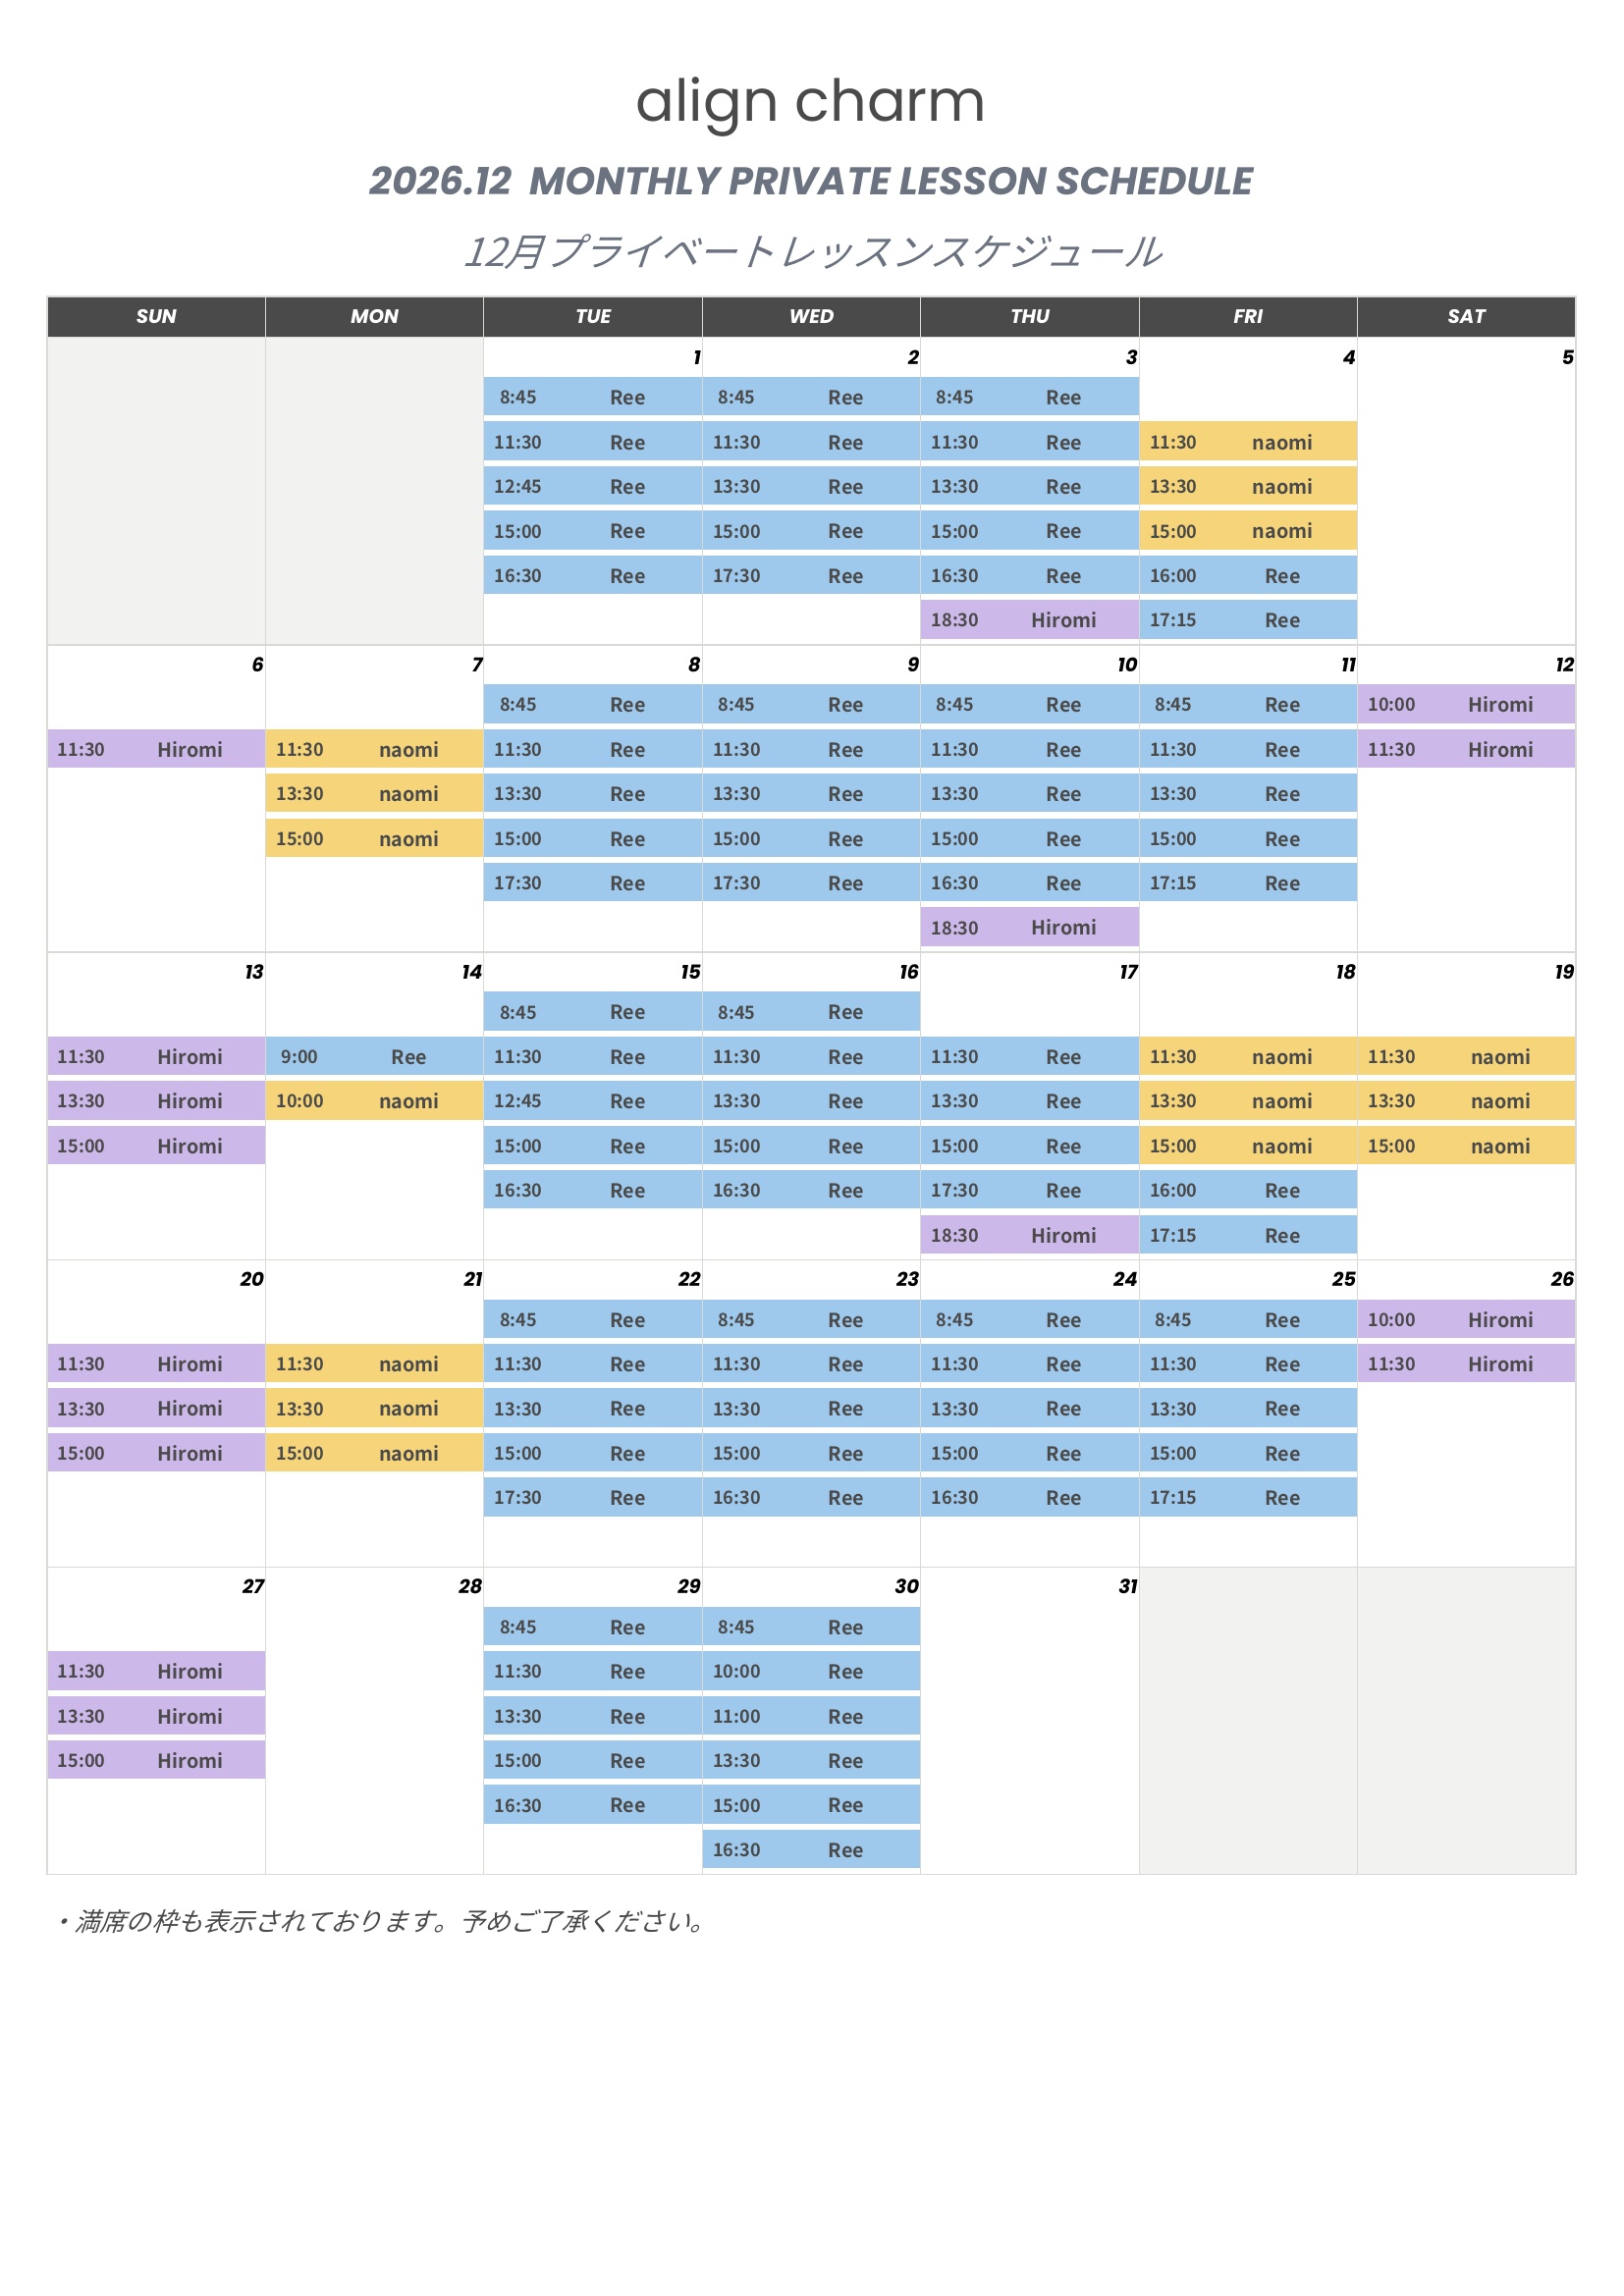 align charm
2026.12 MONTHLY PRIVATE LESSON SCHEDULE
12月プライベートレッスンスケジュール
SUN MON TUE WED THU FRI SAT
1 2 3 4 5
8:45 Ree 8:45 Ree 8:45 Ree
11:30 Ree 11:30 Ree 11:30 Ree 11:30 naomi
12:45 Ree 13:30 Ree 13:30 Ree 13:30 naomi
15:00 Ree 15:00 Ree 15:00 Ree 15:00 naomi
16:30 Ree 17:30 Ree 16:30 Ree 16:00 Ree
18:30 Hiromi 17:15 Ree
6 7 8 9 10 11 12
8:45 Ree 8:45 Ree 8:45 Ree 8:45 Ree 10:00 Hiromi
11:30 Hiromi 11:30 naomi 11:30 Ree 11:30 Ree 11:30 Ree 11:30 Ree 11:30 Hiromi
13:30 naomi 13:30 Ree 13:30 Ree 13:30 Ree 13:30 Ree
15:00 naomi 15:00 Ree 15:00 Ree 15:00 Ree 15:00 Ree
17:30 Ree 17:30 Ree 16:30 Ree 17:15 Ree
18:30 Hiromi
13 14 15 16 17 18 19
8:45 Ree 8:45 Ree
11:30 Hiromi 9:00 Ree 11:30 Ree 11:30 Ree 11:30 Ree 11:30 naomi 11:30 naomi
13:30 Hiromi 10:00 naomi 12:45 Ree 13:30 Ree 13:30 Ree 13:30 naomi 13:30 naomi
15:00 Hiromi 15:00 Ree 15:00 Ree 15:00 Ree 15:00 naomi 15:00 naomi
16:30 Ree 16:30 Ree 17:30 Ree 16:00 Ree
18:30 Hiromi 17:15 Ree
20 21 22 23 24 25 26
8:45 Ree 8:45 Ree 8:45 Ree 8:45 Ree 10:00 Hiromi
11:30 Hiromi 11:30 naomi 11:30 Ree 11:30 Ree 11:30 Ree 11:30 Ree 11:30 Hiromi
13:30 Hiromi 13:30 naomi 13:30 Ree 13:30 Ree 13:30 Ree 13:30 Ree
15:00 Hiromi 15:00 naomi 15:00 Ree 15:00 Ree 15:00 Ree 15:00 Ree
17:30 Ree 16:30 Ree 16:30 Ree 17:15 Ree
27 28 29 30 31
8:45 Ree 8:45 Ree
11:30 Hiromi 11:30 Ree 10:00 Ree
13:30 Hiromi 13:30 Ree 11:00 Ree
15:00 Hiromi 15:00 Ree 13:30 Ree
16:30 Ree 15:00 Ree
16:30 Ree
・満席の枠も表示されております。予めご了承ください。